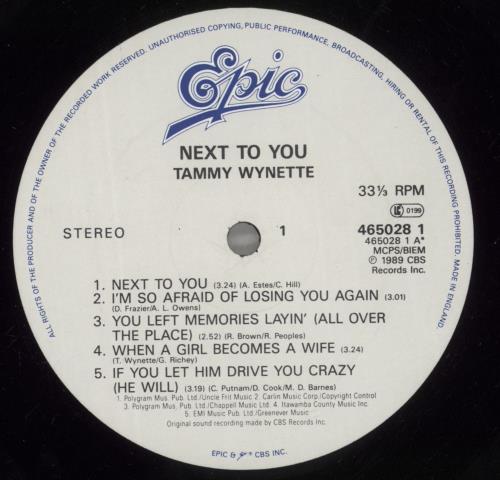 ALL RIGHTS OF THE PRODUCER AND OF THE OWNER OF THE RECORDED WORK RESERVED. UNAUTHORISED COPYING, PUBLIC PERFORMANCE, BROADCASTING, HIRING OR RENTAL OF THIS RECORDING PROHIBITED. MADE IN ENGLAND.
Epic
NEXT TO YOU
TAMMY WYNETTE
33⅓ RPM
LC 0199
STEREO
1
465028 1
465028 1 A*
MCPS/BIEM
℗ 1989 CBS
Records Inc.
1. NEXT TO YOU (3.24) (A. Estes/C. Hill)
2. I'M SO AFRAID OF LOSING YOU AGAIN (3.01)
(D. Frazier/A. L. Owens)
3. YOU LEFT MEMORIES LAYIN' (ALL OVER
THE PLACE) (2.52) (R. Brown/R. Peoples)
4. WHEN A GIRL BECOMES A WIFE (3.24)
(T. Wynette/G. Richey)
5. IF YOU LET HIM DRIVE YOU CRAZY
(HE WILL) (3.19) (C. Putnam/D. Cook/M. D. Barnes)
1. Polygram Mus. Pub. Ltd./Uncle Frit Music 2. Carlin Music Corp./Copyright Control
3. Polygram Mus. Pub./Chappell Music Ltd. 4. Itawamba County Music Inc.
5. EMI Music Pub. Ltd./Greenever Music
Original sound recording made by CBS Records Inc.
EPIC & CBS INC.